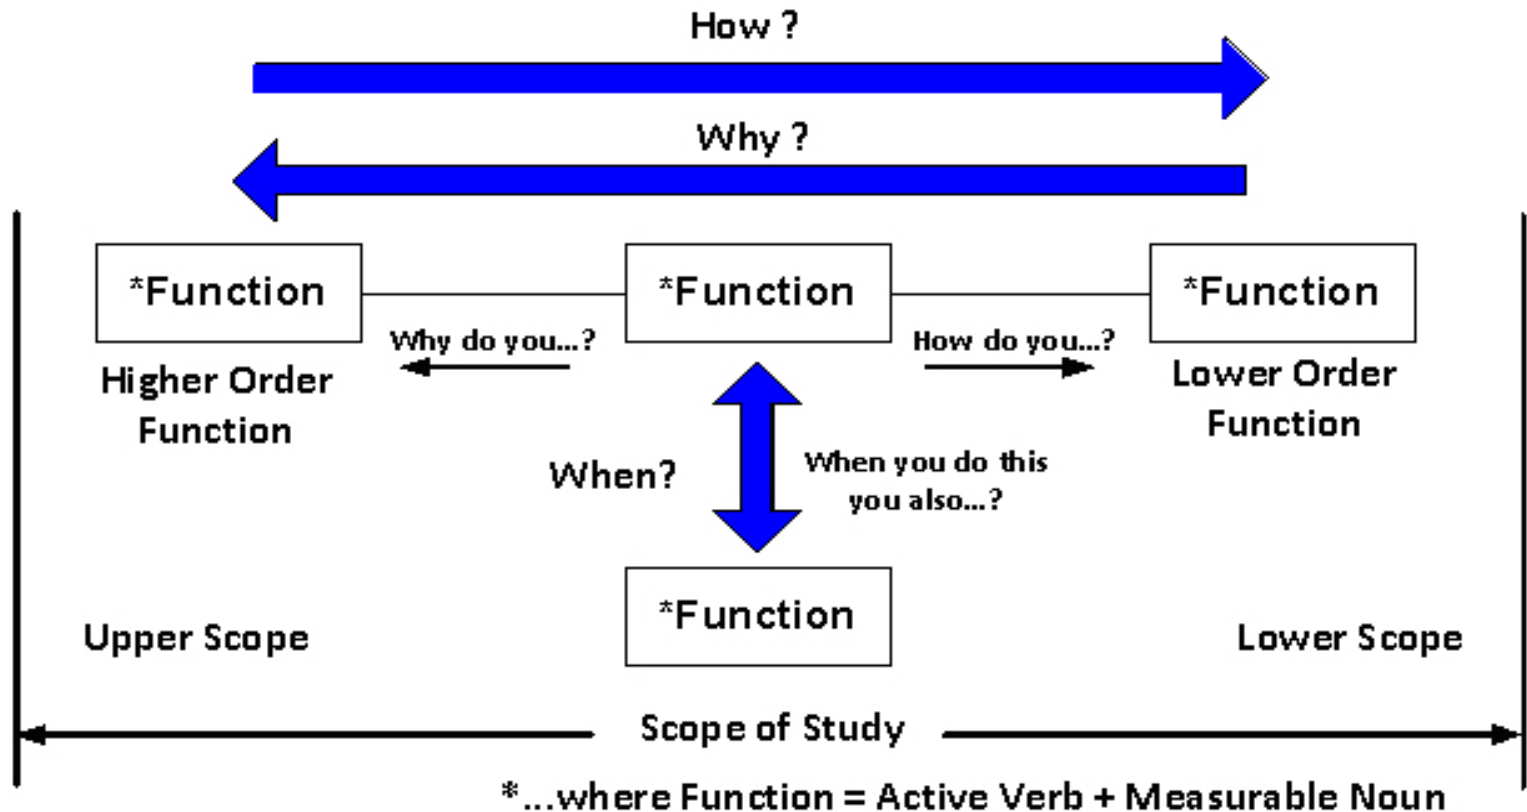 How ?
Why ?
*Function
*Function
*Function
Why do you...?
How do you...?
Higher Order
Function
Lower Order
Function
When?
When you do this
you also...?
*Function
Upper Scope
Lower Scope
Scope of Study
*...where Function = Active Verb + Measurable Noun